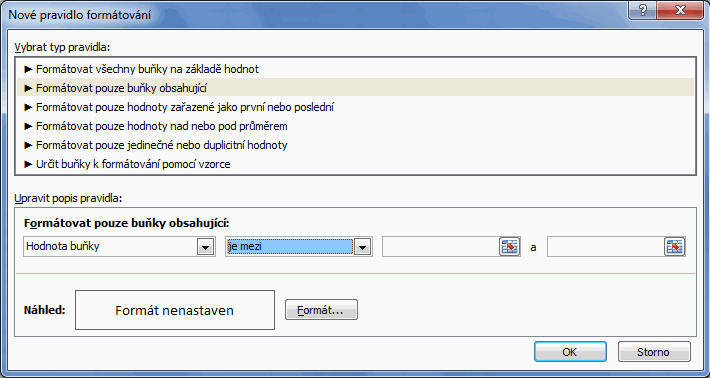 Nové pravidlo formátování
Vybrat typ pravidla:
► Formátovat všechny buňky na základě hodnot
► Formátovat pouze buňky obsahující
► Formátovat pouze hodnoty zařazené jako první nebo poslední
► Formátovat pouze hodnoty nad nebo pod průměrem
► Formátovat pouze jedinečné nebo duplicitní hodnoty
► Určit buňky k formátování pomocí vzorce
Upravit popis pravidla:
Formátovat pouze buňky obsahující:
Hodnota buňky je mezi a
Náhled: Formát nenastaven Formát...
OK Storno